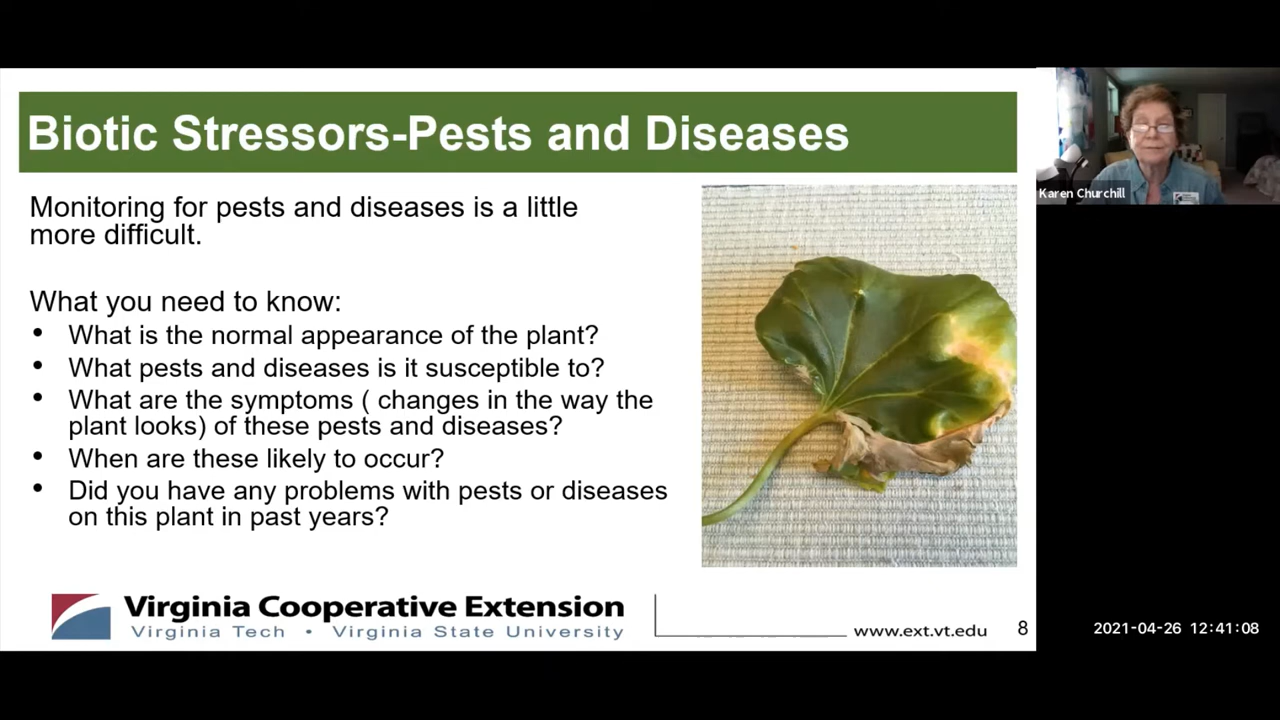 Biotic Stressors-Pests and Diseases
Monitoring for pests and diseases is a little
more difficult.
What you need to know:
• What is the normal appearance of the plant?
• What pests and diseases is it susceptible to?
• What are the symptoms ( changes in the way the
plant looks) of these pests and diseases?
• When are these likely to occur?
• Did you have any problems with pests or diseases
on this plant in past years?
Virginia Cooperative Extension
Virginia Tech • Virginia State University
www.ext.vt.edu
8
Karen Churchill
2021-04-26 12:41:08